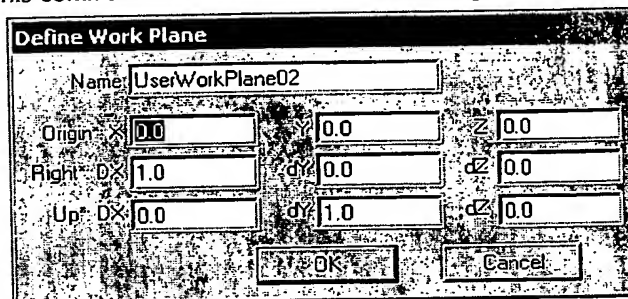 Define Work Plane
Name: UserWorkPlane02
Origin: X 0.0 Y 0.0 Z 0.0
Right: DX 1.0 dY 0.0 dZ 0.0
Up: DX 0.0 dY 1.0 dZ 0.0
OK Cancel